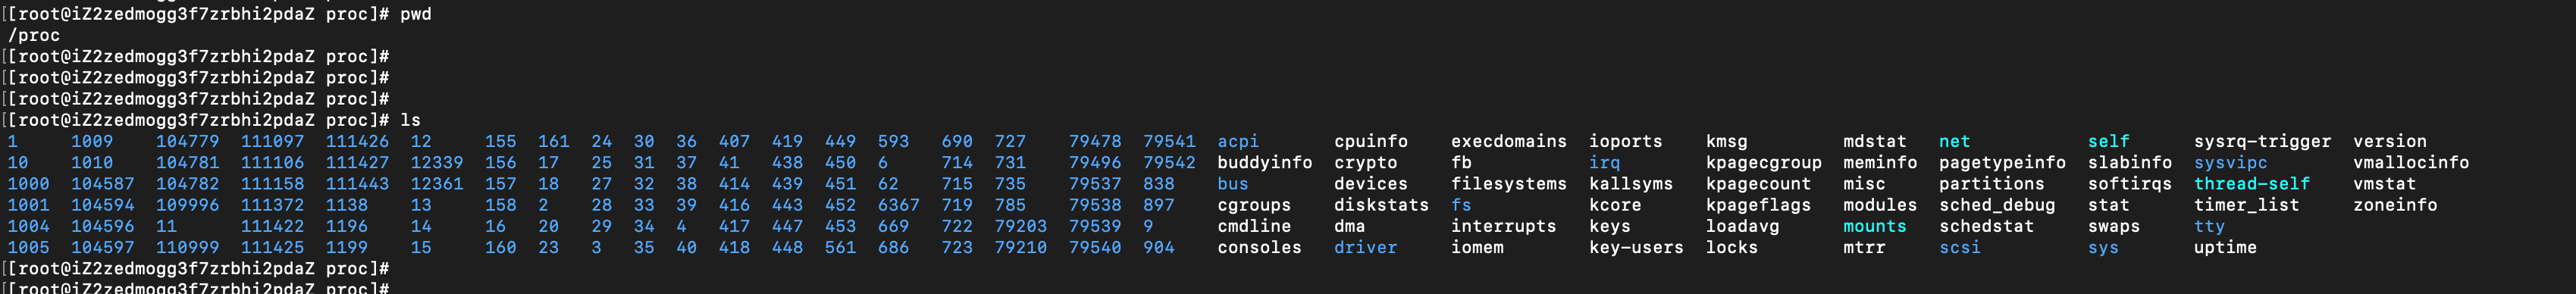 [[root@iZ2zedmogg3f7zrbhi2pdaZ proc]# pwd
/proc
[[root@iZ2zedmogg3f7zrbhi2pdaZ proc]#
[[root@iZ2zedmogg3f7zrbhi2pdaZ proc]#
[[root@iZ2zedmogg3f7zrbhi2pdaZ proc]#
[[root@iZ2zedmogg3f7zrbhi2pdaZ proc]# ls
1 1009 104779 111097 111426 12 155 161 24 30 36 407 419 449 593 690 727 79478 79541 acpi cpuinfo execdomains ioports kmsg mdstat net self sysrq-trigger version
10 1010 104781 111106 111427 12339 156 17 25 31 37 41 438 450 6 714 731 79496 79542 buddyinfo crypto fb irq kpagecgroup meminfo pagetypeinfo slabinfo sysvipc vmallocinfo
1000 104587 104782 111158 111443 12361 157 18 27 32 38 414 439 451 62 715 735 79537 838 bus devices filesystems kallsyms kpagecount misc partitions softirqs thread-self vmstat
1001 104594 109996 111372 1138 13 158 2 28 33 39 416 443 452 6367 719 785 79538 897 cgroups diskstats fs kcore kpageflags modules sched_debug stat timer_list zoneinfo
1004 104596 11 111422 1196 14 16 20 29 34 4 417 447 453 669 722 79203 79539 9 cmdline dma interrupts keys loadavg mounts schedstat swaps tty
1005 104597 110999 111425 1199 15 160 23 3 35 40 418 448 561 686 723 79210 79540 904 consoles driver iomem key-users locks mtrr scsi sys uptime
[[root@iZ2zedmogg3f7zrbhi2pdaZ proc]#
[[root@iZ2zedmogg3f7zrbhi2pdaZ proc]#